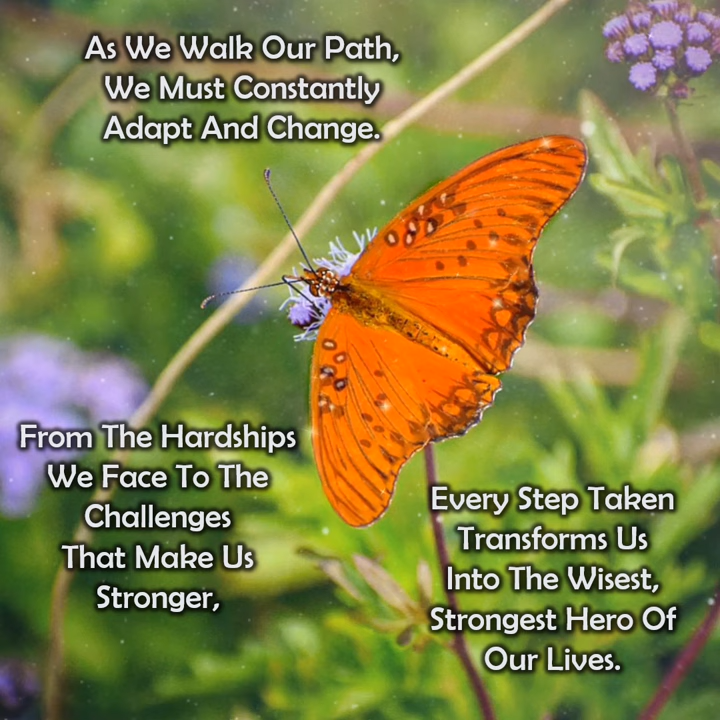 As We Walk Our Path,
We Must Constantly
Adapt And Change.
From The Hardships
We Face To The
Challenges
That Make Us
Stronger,
Every Step Taken
Transforms Us
Into The Wisest,
Strongest Hero Of
Our Lives.